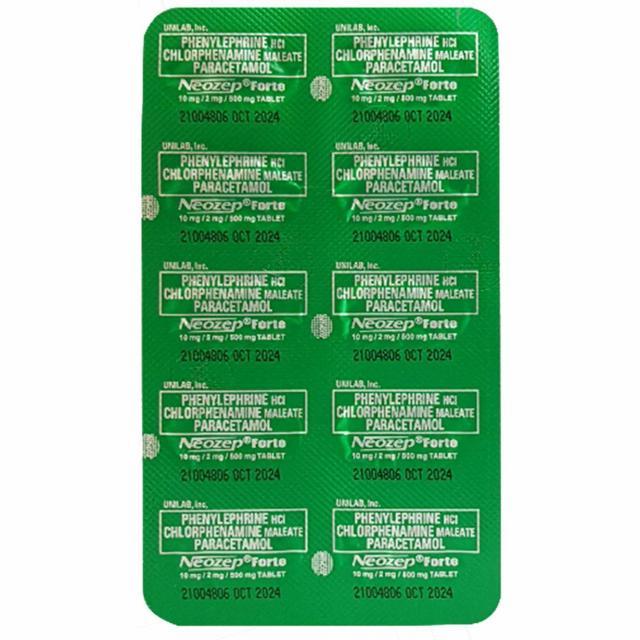 UNILAB, Inc.
PHENYLEPHRINE HCl
CHLORPHENAMINE MALEATE
PARACETAMOL
Neozep® Forte
10 mg / 2 mg / 500 mg TABLET
21004806 OCT 2024
UNILAB, Inc.
PHENYLEPHRINE HCl
CHLORPHENAMINE MALEATE
PARACETAMOL
Neozep® Forte
10 mg / 2 mg / 500 mg TABLET
21004806 OCT 2024
UNILAB, Inc.
PHENYLEPHRINE HCl
CHLORPHENAMINE MALEATE
PARACETAMOL
Neozep® Forte
10 mg / 2 mg / 500 mg TABLET
21004806 OCT 2024
UNILAB, Inc.
PHENYLEPHRINE HCl
CHLORPHENAMINE MALEATE
PARACETAMOL
Neozep® Forte
10 mg / 2 mg / 500 mg TABLET
21004806 OCT 2024
UNILAB, Inc.
PHENYLEPHRINE HCl
CHLORPHENAMINE MALEATE
PARACETAMOL
Neozep® Forte
10 mg / 2 mg / 500 mg TABLET
21004806 OCT 2024
UNILAB, Inc.
PHENYLEPHRINE HCl
CHLORPHENAMINE MALEATE
PARACETAMOL
Neozep® Forte
10 mg / 2 mg / 500 mg TABLET
21004806 OCT 2024
UNILAB, Inc.
PHENYLEPHRINE HCl
CHLORPHENAMINE MALEATE
PARACETAMOL
Neozep® Forte
10 mg / 2 mg / 500 mg TABLET
21004806 OCT 2024
UNILAB, Inc.
PHENYLEPHRINE HCl
CHLORPHENAMINE MALEATE
PARACETAMOL
Neozep® Forte
10 mg / 2 mg / 500 mg TABLET
21004806 OCT 2024
UNILAB, Inc.
PHENYLEPHRINE HCl
CHLORPHENAMINE MALEATE
PARACETAMOL
Neozep® Forte
10 mg / 2 mg / 500 mg TABLET
21004806 OCT 2024
UNILAB, Inc.
PHENYLEPHRINE HCl
CHLORPHENAMINE MALEATE
PARACETAMOL
Neozep® Forte
10 mg / 2 mg / 500 mg TABLET
21004806 OCT 2024